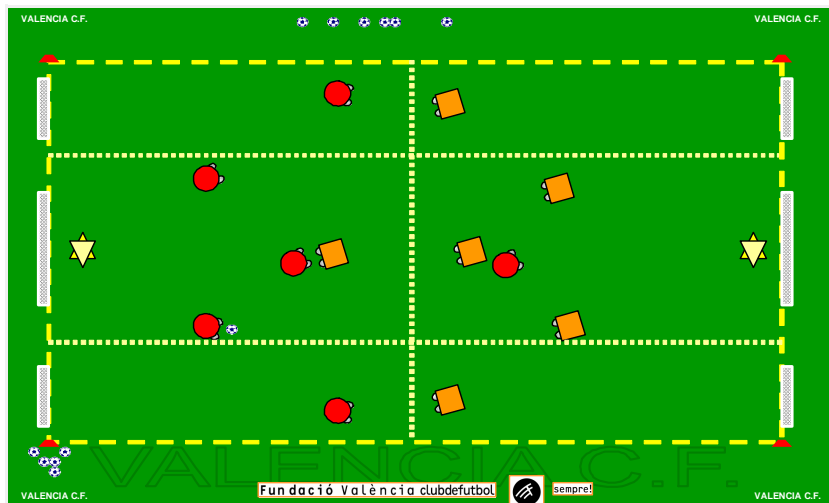 VALENCIA C.F. VALENCIA C.F.
VALENCIA C.F.
Fundació València clubdefutbol sempre!
VALENCIA C.F. VALENCIA C.F.